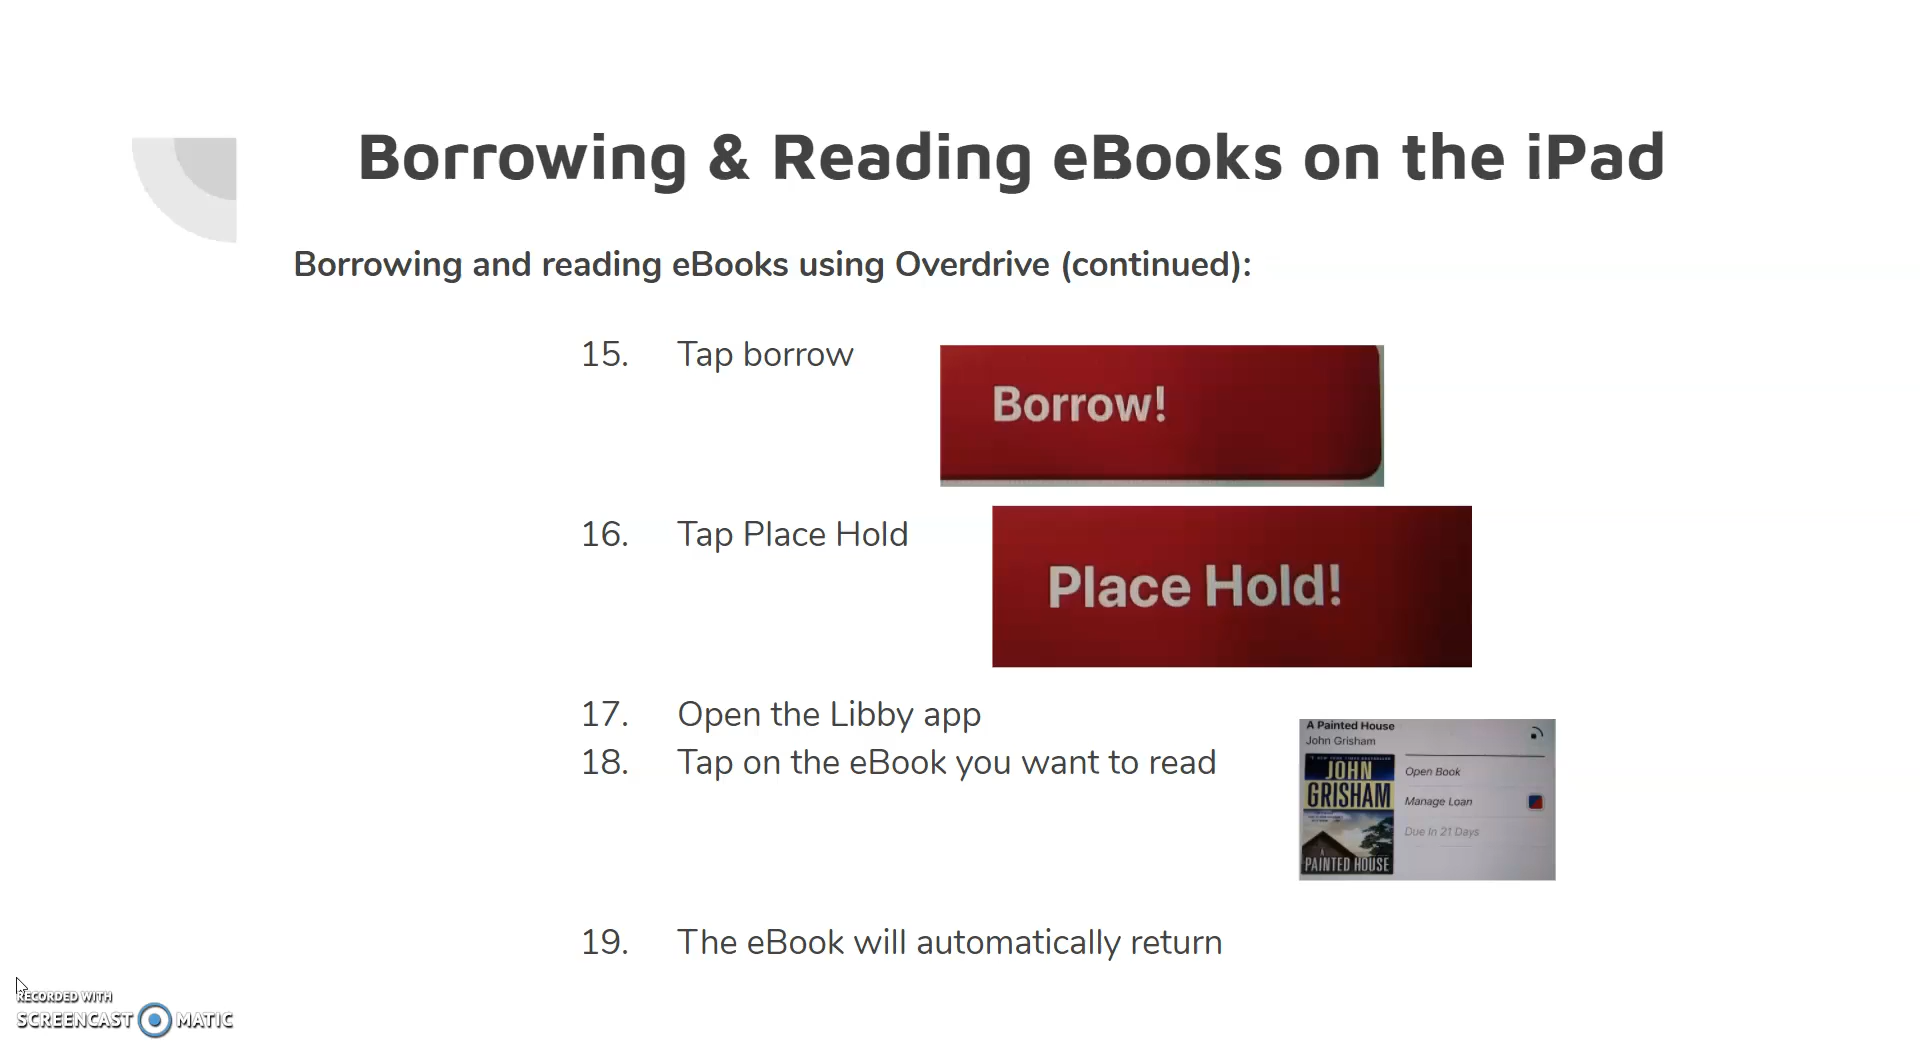 Borrowing & Reading eBooks on the iPad
Borrowing and reading eBooks using Overdrive (continued):
15. Tap borrow
Borrow!
16. Tap Place Hold
Place Hold!
17. Open the Libby app
18. Tap on the eBook you want to read
A Painted House
John Grisham
JOHN
GRISHAM
A
PAINTED HOUSE
Open Book
Manage Loan
Due In 21 Days
19. The eBook will automatically return
RECORDED WITH
SCREENCAST MATIC